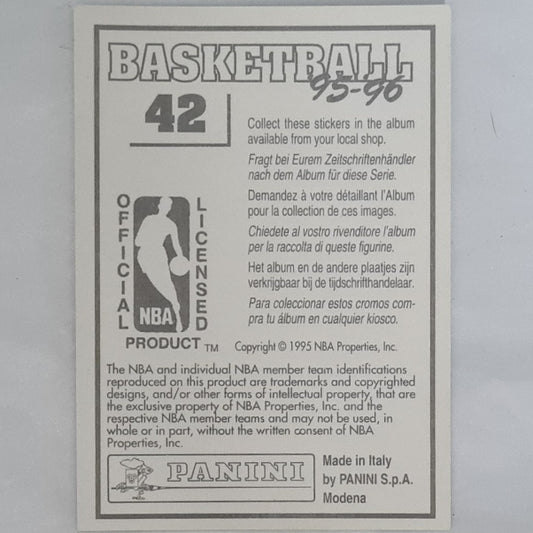 BASKETBALL
95-96
42
Collect these stickers in the album
available from your local shop.
Fragt bei Eurem Zeitschriftenhändler
nach dem Album für diese Serie.
Demandez à votre détaillant l'Album
pour la collection de ces images.
Chiedete al vostro rivenditore l'album
per la raccolta di queste figurine.
Het album en de andere plaatjes zijn
verkrijgbaar bij de tijdschrifthandelaar.
Para coleccionar estos cromos com-
pra tu álbum en cualquier kiosco.
OFFICIAL
LICENSED
NBA
PRODUCT TM
Copyright © 1995 NBA Properties, Inc.
The NBA and individual NBA member team identifications
reproduced on this product are trademarks and copyrighted
designs, and/or other forms of intellectual property, that are
the exclusive property of NBA Properties, Inc. and the
respective NBA member teams and may not be used, in
whole or in part, without the written consent of NBA
Properties, Inc.
PANINI
Made in Italy
by PANINI S.p.A.
Modena